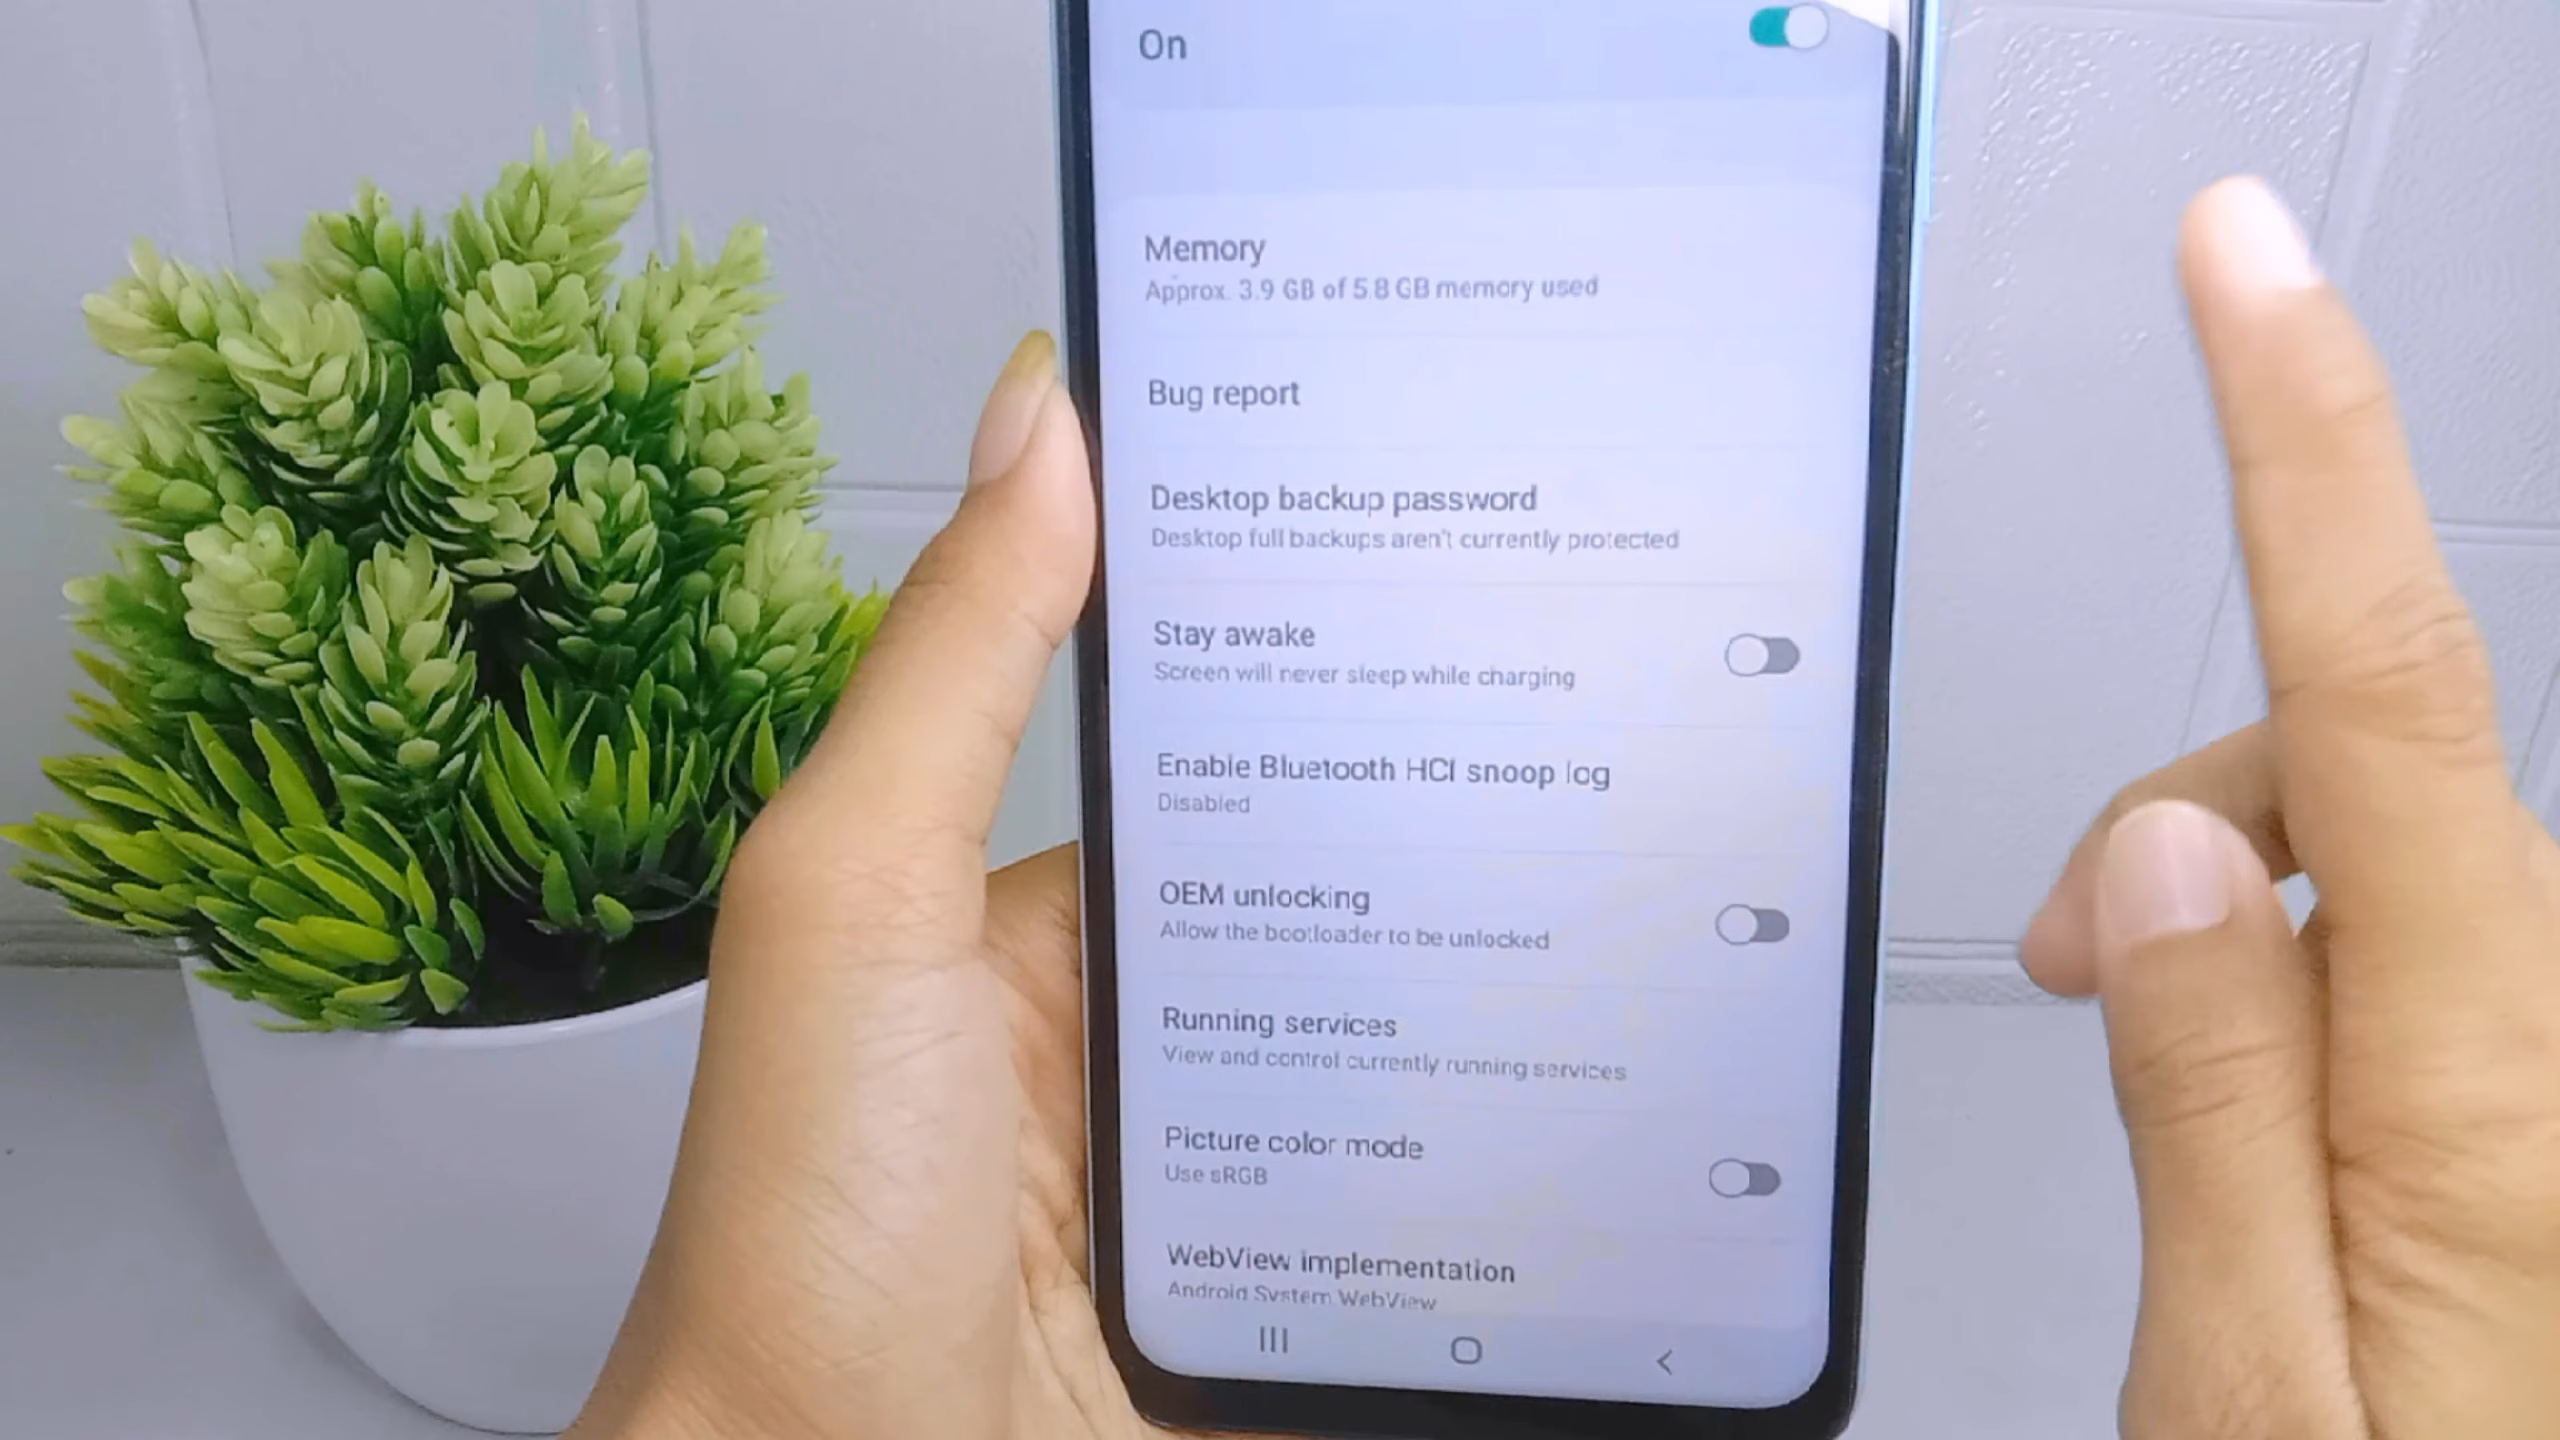 On
Memory
Approx. 3.9 GB of 5.8 GB memory used
Bug report
Desktop backup password
Desktop full backups aren't currently protected
Stay awake
Screen will never sleep while charging
Enable Bluetooth HCI snoop log
Disabled
OEM unlocking
Allow the bootloader to be unlocked
Running services
View and control currently running services
Picture color mode
Use sRGB
WebView implementation
Android System WebView